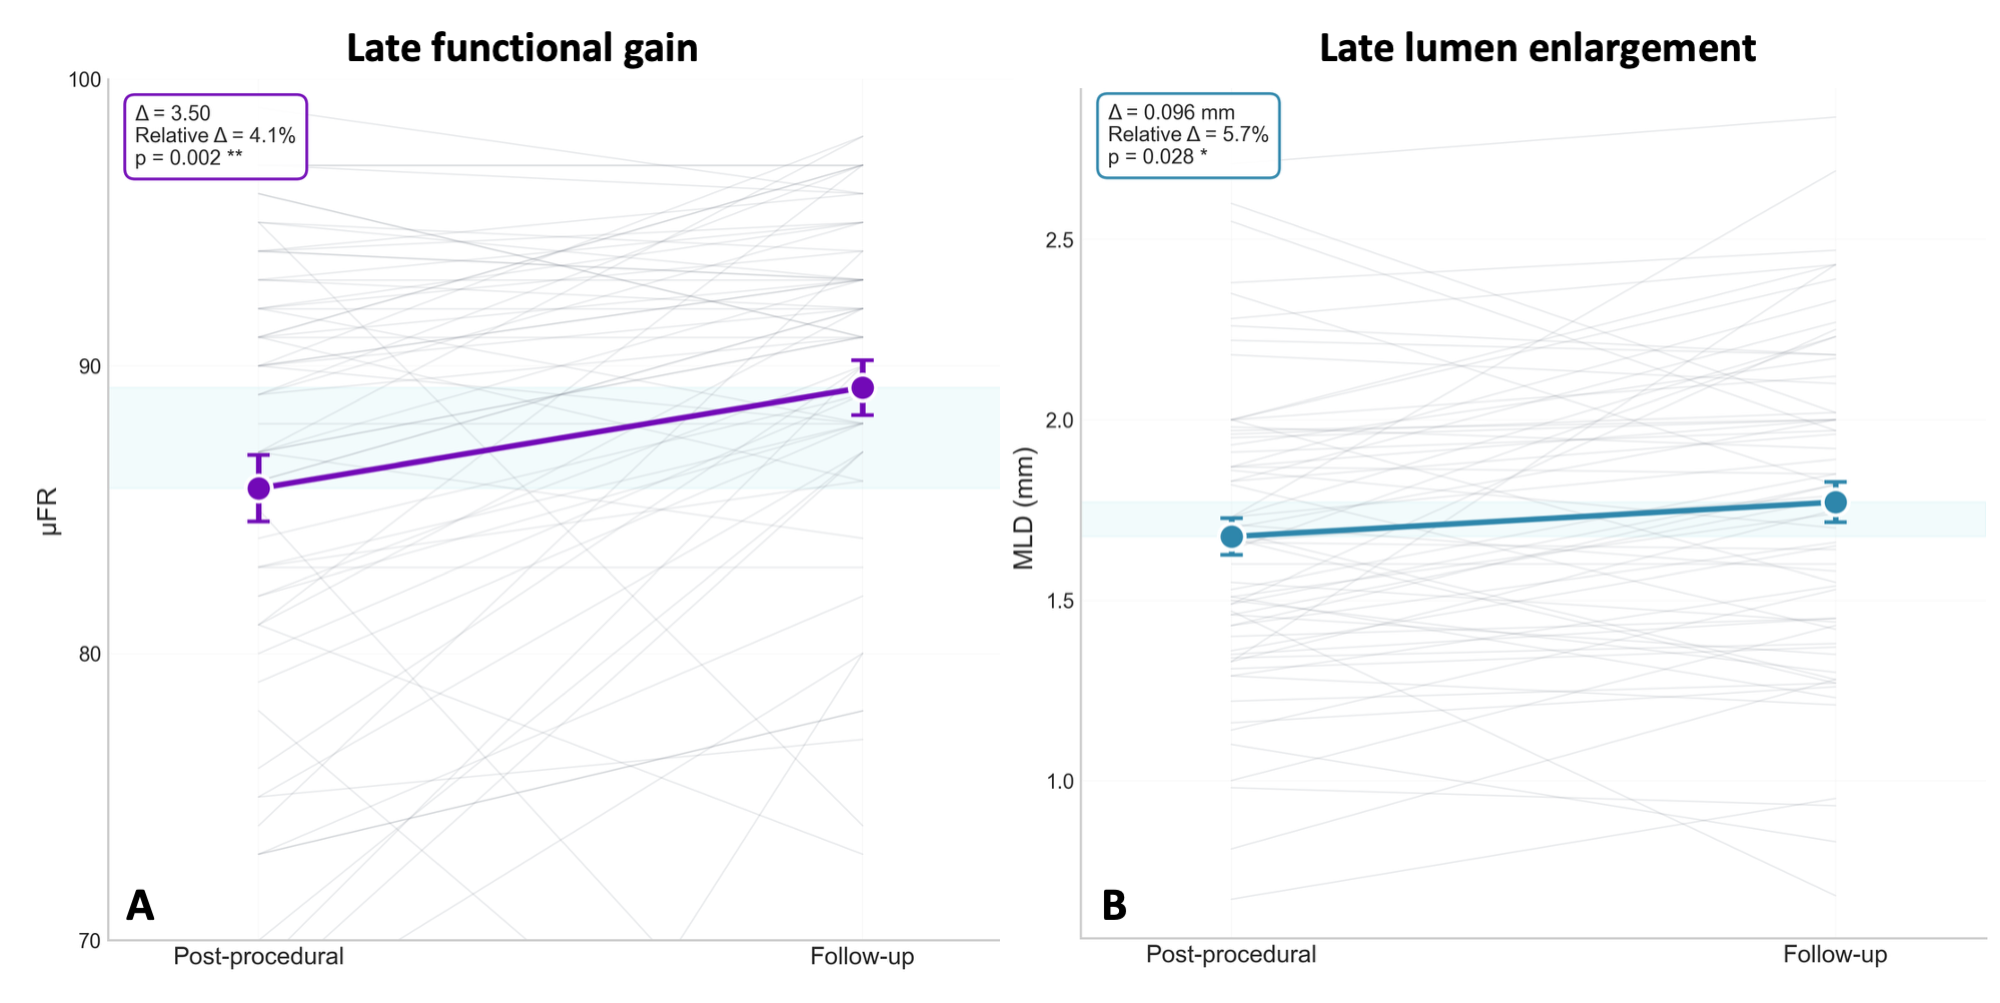 Late functional gain
Δ = 3.50
Relative Δ = 4.1%
p = 0.002 **
100
90
80
70
µFR
A
Post-procedural
Follow-up
Late lumen enlargement
Δ = 0.096 mm
Relative Δ = 5.7%
p = 0.028 *
2.5
2.0
1.5
1.0
MLD (mm)
B
Post-procedural
Follow-up